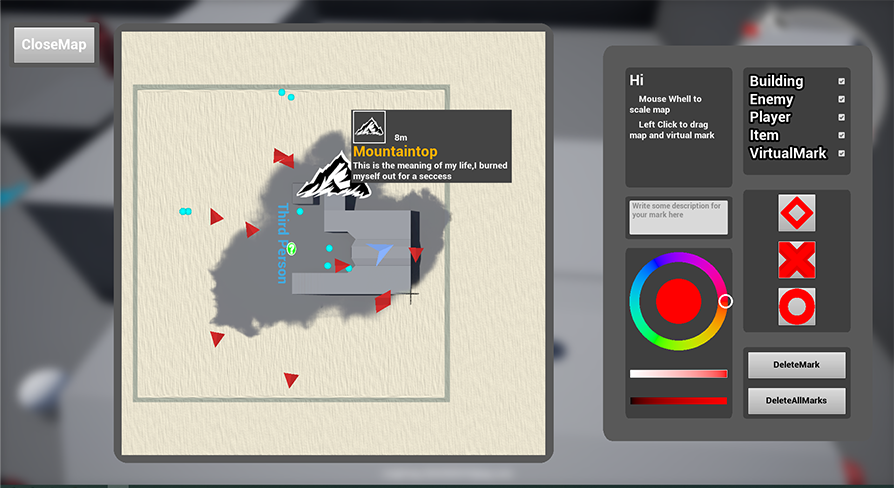 CloseMap
8m
Mountaintop
This is the meaning of my life,I burned
myself out for a seccess
Third Person
Hi
Mouse Whell to
scale map
Left Click to drag
map and virtual mark
Write some description for
your mark here
Building
Enemy
Player
Item
VirtualMark
DeleteMark
DeleteAllMarks